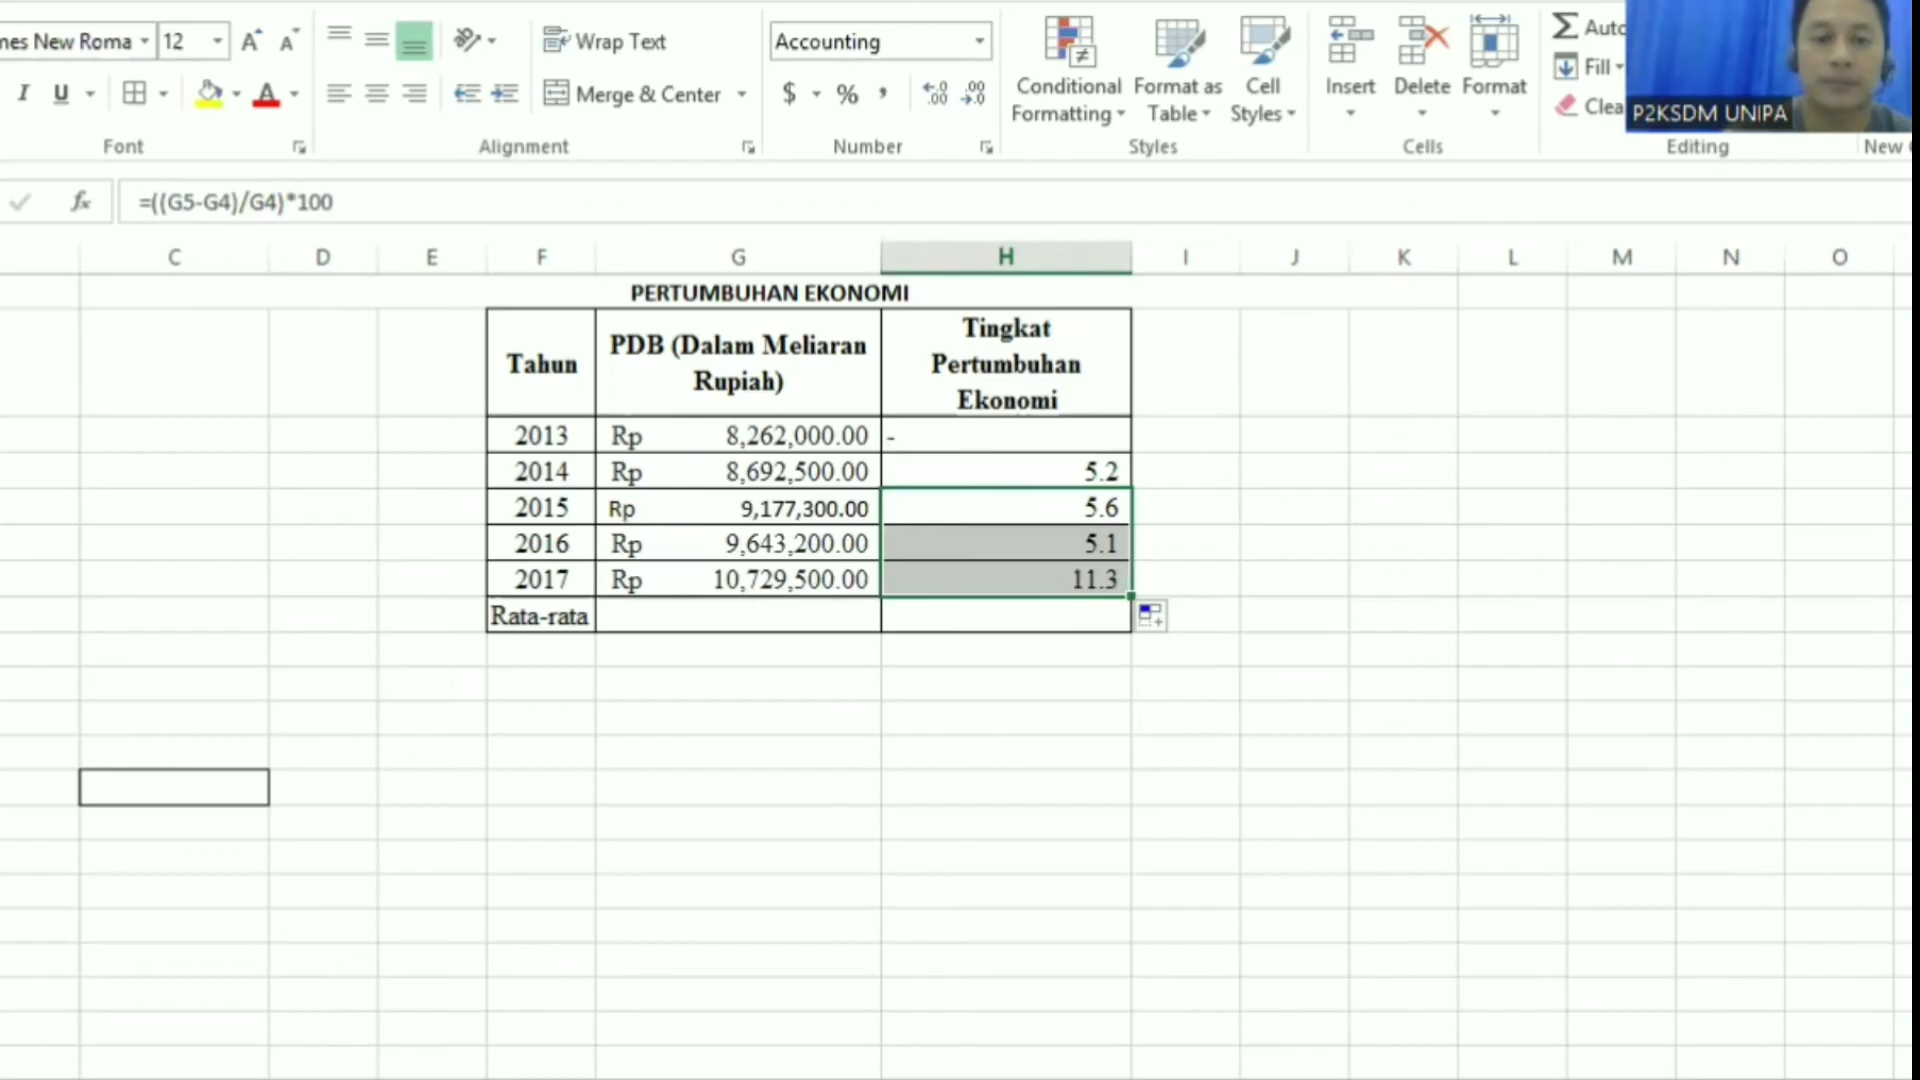 nes New Roma 12 A A Wrap Text Accounting Auto
I U A Merge & Center $ % , Conditional Formatting Format as Table Cell Styles Insert Delete Format Fill
Clea P2KSDM UNIPA
Font Alignment Number Styles Cells Editing New
fx =((G5-G4)/G4)*100
C D E F G H I J K L M N O
PERTUMBUHAN EKONOMI
Tahun PDB (Dalam Meliaran Rupiah) Tingkat Pertumbuhan Ekonomi
2013 Rp 8,262,000.00 -
2014 Rp 8,692,500.00 5.2
2015 Rp 9,177,300.00 5.6
2016 Rp 9,643,200.00 5.1
2017 Rp 10,729,500.00 11.3
Rata-rata